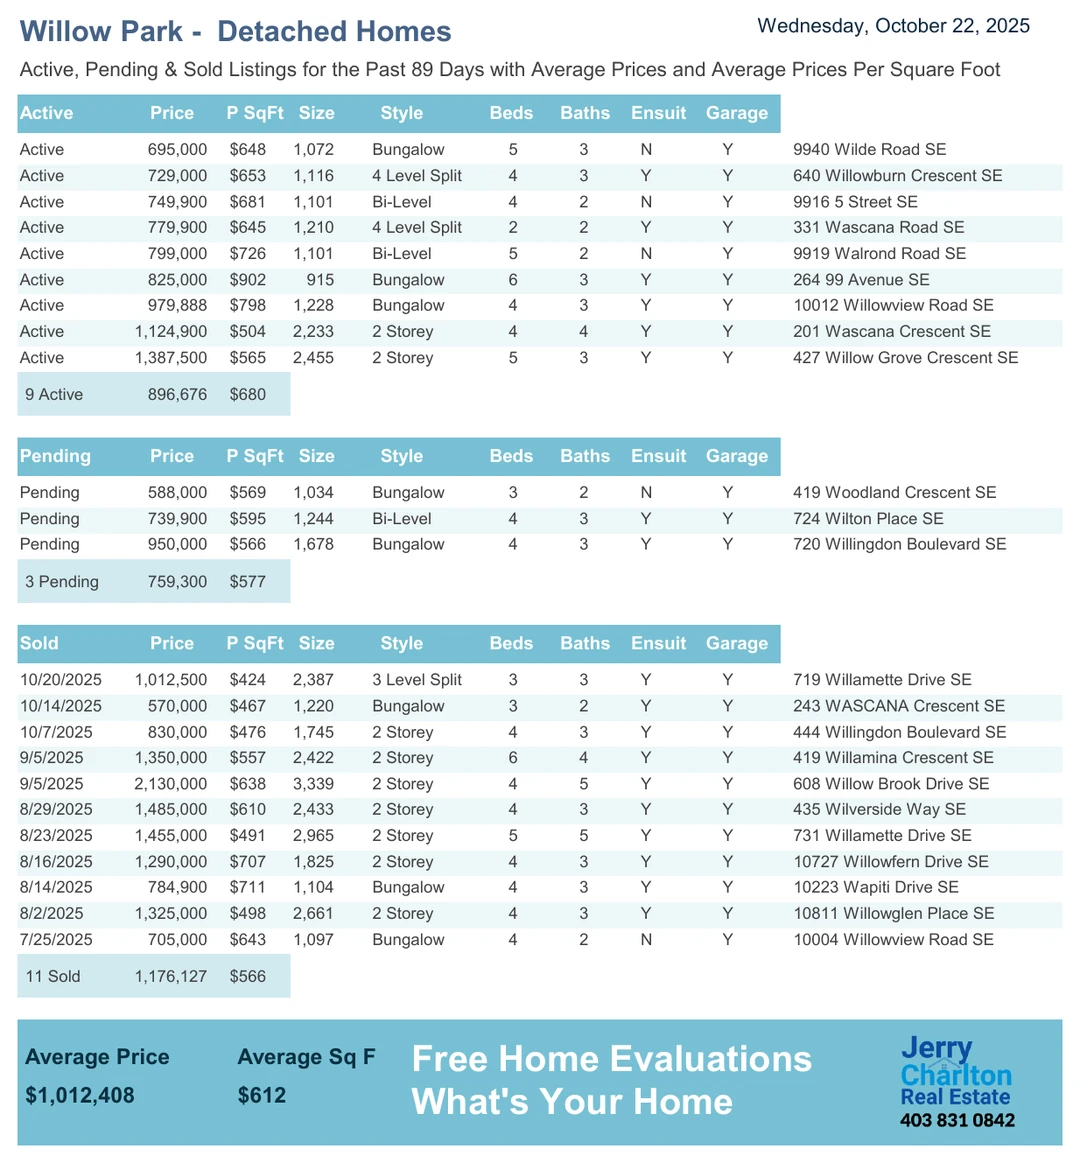 Willow Park - Detached Homes
Wednesday, October 22, 2025
Active, Pending & Sold Listings for the Past 89 Days with Average Prices and Average Prices Per Square Foot
Active Price P SqFt Size Style Beds Baths Ensuit Garage
Active 695,000 $648 1,072 Bungalow 5 3 N Y 9940 Wilde Road SE
Active 729,000 $653 1,116 4 Level Split 4 3 Y Y 640 Willowburn Crescent SE
Active 749,900 $681 1,101 Bi-Level 4 2 N Y 9916 5 Street SE
Active 779,900 $645 1,210 4 Level Split 2 2 Y Y 331 Wascana Road SE
Active 799,000 $726 1,101 Bi-Level 5 2 N Y 9919 Walrond Road SE
Active 825,000 $902 915 Bungalow 6 3 Y Y 264 99 Avenue SE
Active 979,888 $798 1,228 Bungalow 4 3 Y Y 10012 Willowview Road SE
Active 1,124,900 $504 2,233 2 Storey 4 4 Y Y 201 Wascana Crescent SE
Active 1,387,500 $565 2,455 2 Storey 5 3 Y Y 427 Willow Grove Crescent SE
9 Active 896,676 $680
Pending Price P SqFt Size Style Beds Baths Ensuit Garage
Pending 588,000 $569 1,034 Bungalow 3 2 N Y 419 Woodland Crescent SE
Pending 739,900 $595 1,244 Bi-Level 4 3 Y Y 724 Wilton Place SE
Pending 950,000 $566 1,678 Bungalow 4 3 Y Y 720 Willingdon Boulevard SE
3 Pending 759,300 $577
Sold Price P SqFt Size Style Beds Baths Ensuit Garage
10/20/2025 1,012,500 $424 2,387 3 Level Split 3 3 Y Y 719 Willamette Drive SE
10/14/2025 570,000 $467 1,220 Bungalow 3 2 Y Y 243 WASCANA Crescent SE
10/7/2025 830,000 $476 1,745 2 Storey 4 3 Y Y 444 Willingdon Boulevard SE
9/5/2025 1,350,000 $557 2,422 2 Storey 6 4 Y Y 419 Willamina Crescent SE
9/5/2025 2,130,000 $638 3,339 2 Storey 4 5 Y Y 608 Willow Brook Drive SE
8/29/2025 1,485,000 $610 2,433 2 Storey 4 3 Y Y 435 Wilverside Way SE
8/23/2025 1,455,000 $491 2,965 2 Storey 5 5 Y Y 731 Willamette Drive SE
8/16/2025 1,290,000 $707 1,825 2 Storey 4 3 Y Y 10727 Willowfern Drive SE
8/14/2025 784,900 $711 1,104 Bungalow 4 3 Y Y 10223 Wapiti Drive SE
8/2/2025 1,325,000 $498 2,661 2 Storey 4 3 Y Y 10811 Willowglen Place SE
7/25/2025 705,000 $643 1,097 Bungalow 4 2 N Y 10004 Willowview Road SE
11 Sold 1,176,127 $566
Average Price Average Sq F
$1,012,408 $612
Free Home Evaluations
What's Your Home
Jerry
Charlton
Real Estate
403 831 0842